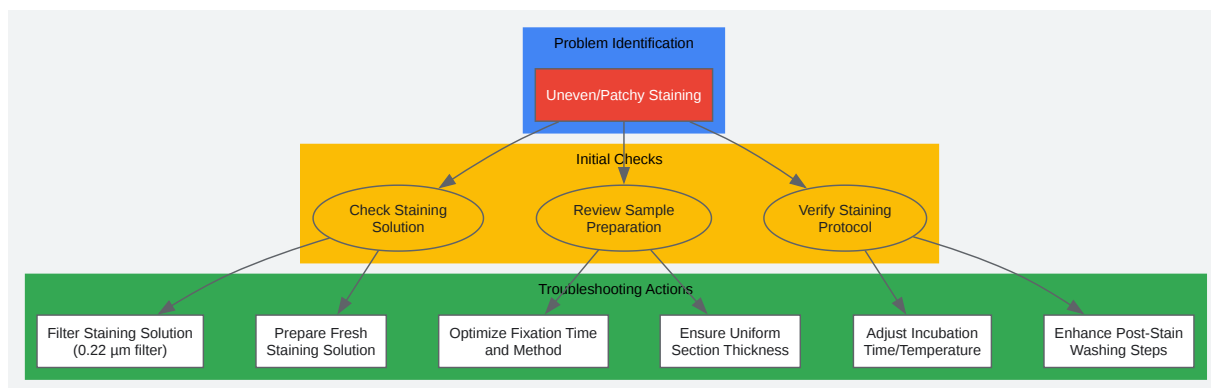 Problem Identification
Uneven/Patchy Staining
Initial Checks
Check Staining
Solution
Review Sample
Preparation
Verify Staining
Protocol
Troubleshooting Actions
Filter Staining Solution
(0.22 µm filter)
Prepare Fresh
Staining Solution
Optimize Fixation Time
and Method
Ensure Uniform
Section Thickness
Adjust Incubation
Time/Temperature
Enhance Post-Stain
Washing Steps